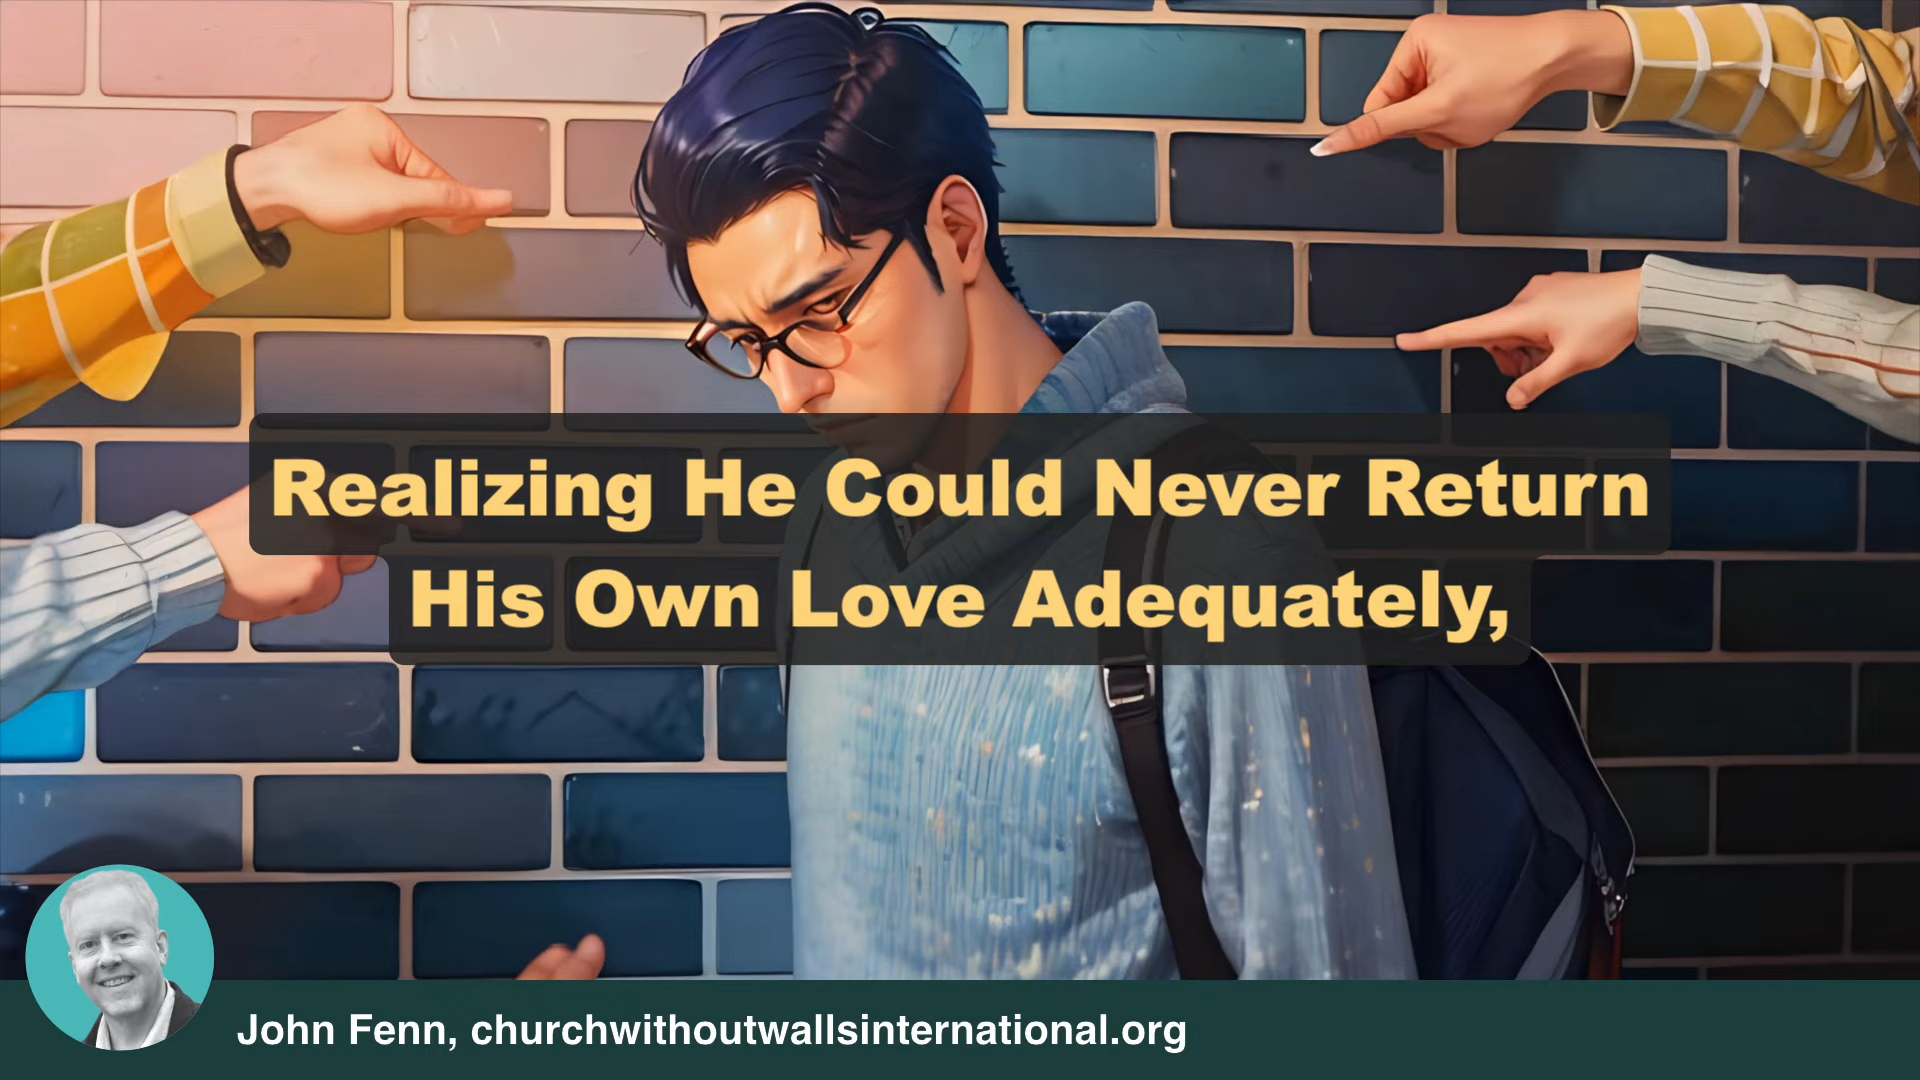 Realizing He Could Never Return
His Own Love Adequately,
John Fenn, churchwithoutwallsinternational.org